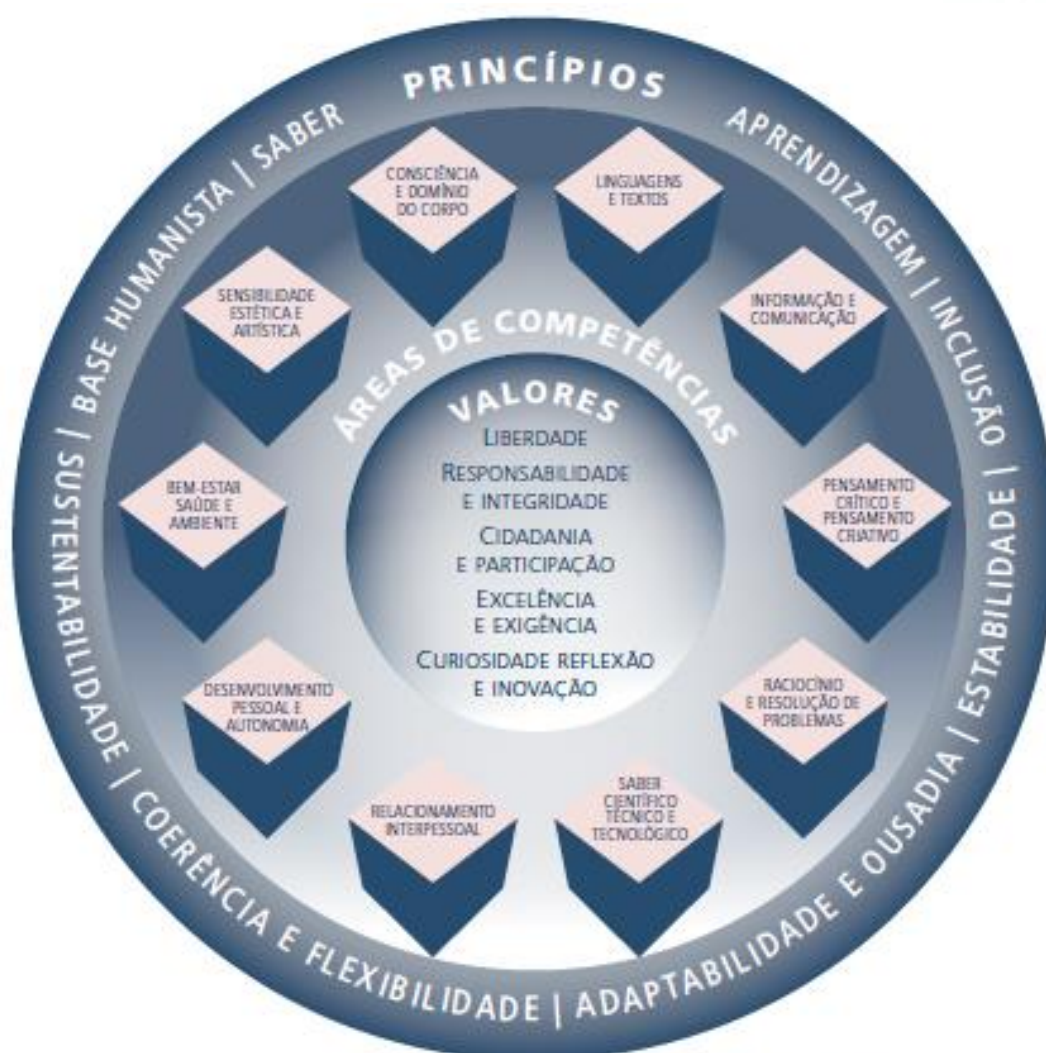 PRINCÍPIOS
APRENDIZAGEM | INCLUSÃO | ESTABILIDADE | ADAPTABILIDADE E OUSADIA | COERÊNCIA E FLEXIBILIDADE | SUSTENTABILIDADE | BASE HUMANISTA | SABER
CONSCIÊNCIA
E DOMÍNIO
DO CORPO
LINGUAGENS
E TEXTOS
INFORMAÇÃO E
COMUNICAÇÃO
PENSAMENTO
CRÍTICO E
PENSAMENTO
CRIATIVO
RACIOCÍNIO
E RESOLUÇÃO DE
PROBLEMAS
SABER
CIENTÍFICO
TÉCNICO E
TECNOLÓGICO
RELACIONAMENTO
INTERPESSOAL
DESENVOLVIMENTO
PESSOAL E
AUTONOMIA
BEM-ESTAR
SAÚDE E
AMBIENTE
SENSIBILIDADE
ESTÉTICA E
ARTÍSTICA
ÁREAS DE COMPETÊNCIAS
VALORES
LIBERDADE
RESPONSABILIDADE
E INTEGRIDADE
CIDADANIA
E PARTICIPAÇÃO
EXCELÊNCIA
E EXIGÊNCIA
CURIOSIDADE REFLEXÃO
E INOVAÇÃO